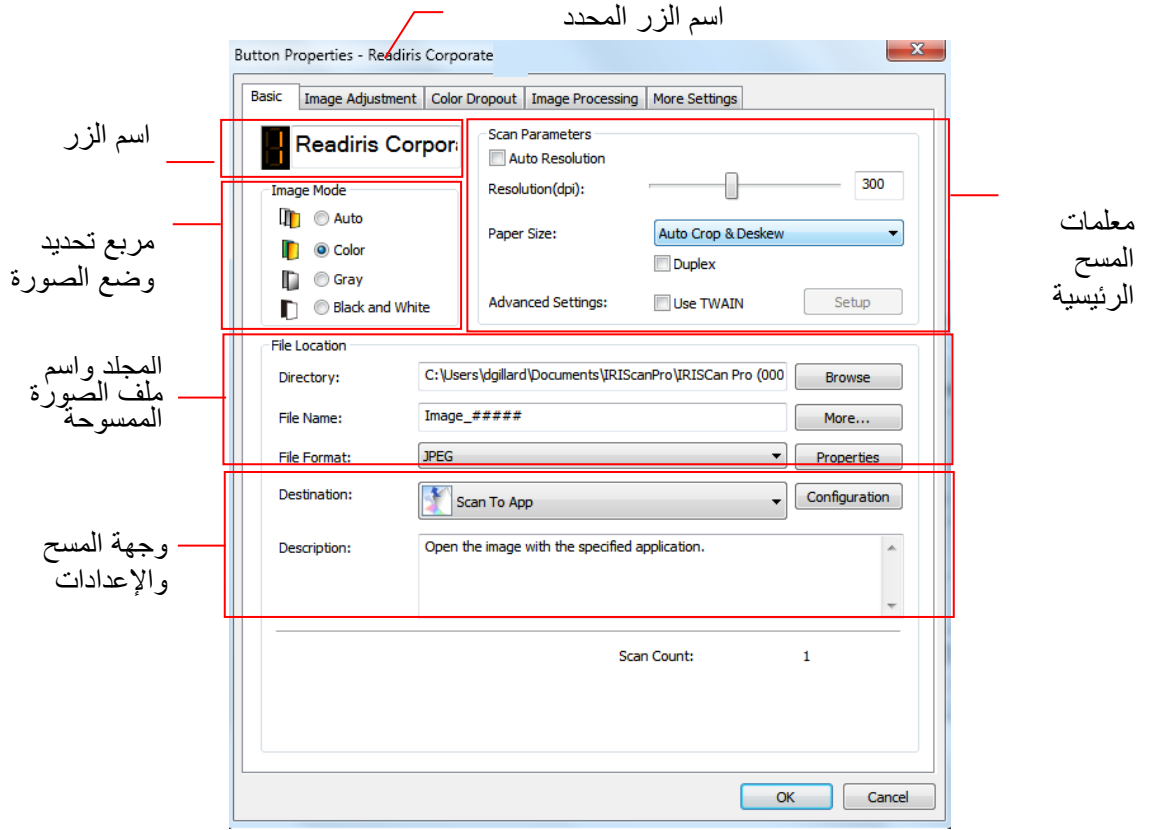 اسم الزر المحدد
Button Properties - Readiris Corporate
Basic Image Adjustment Color Dropout Image Processing More Settings
اسم الزر
1 Readiris Corpor
Image Mode
Auto
Color
Gray
Black and White
مربع تحديد
وضع الصورة
Scan Parameters
Auto Resolution
Resolution(dpi): 300
Paper Size: Auto Crop & Deskew
Duplex
Advanced Settings: Use TWAIN Setup
معلمات
المسح
الرئيسية
File Location
Directory: C:\Users\dgillard\Documents\IRIScanPro\IRISCan Pro (000 Browse
File Name: Image_##### More...
File Format: JPEG Properties
المجلد واسم
ملف الصورة
الممسوحة
Destination: Scan To App Configuration
Description: Open the image with the specified application.
وجهة المسح
والإعدادات
Scan Count: 1
OK Cancel